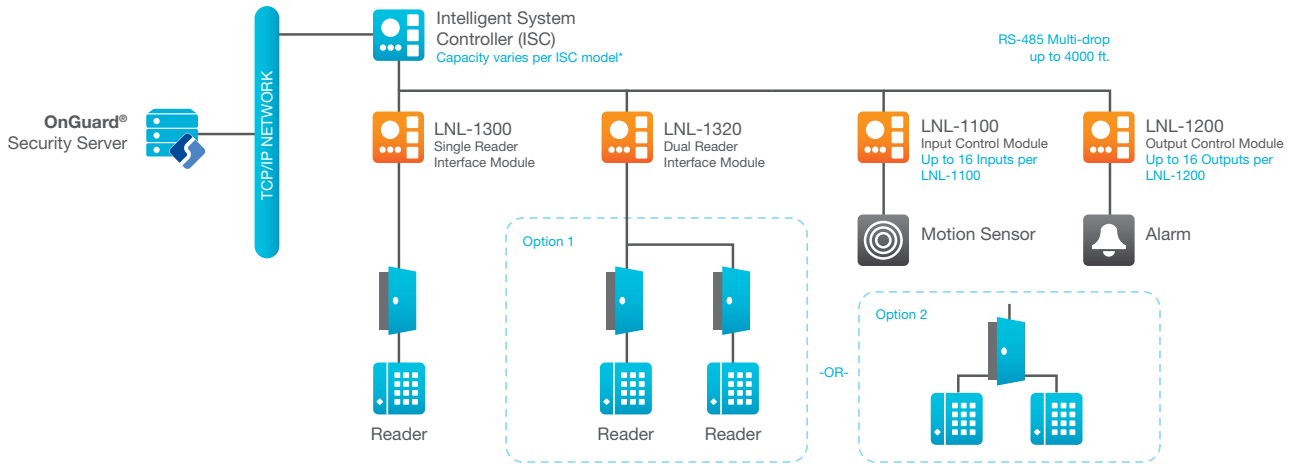 OnGuard®
Security Server
TCP/IP NETWORK
Intelligent System
Controller (ISC)
Capacity varies per ISC model*
RS-485 Multi-drop
up to 4000 ft.
LNL-1300
Single Reader
Interface Module
LNL-1320
Dual Reader
Interface Module
LNL-1100
Input Control Module
Up to 16 Inputs per
LNL-1100
LNL-1200
Output Control Module
Up to 16 Outputs per
LNL-1200
Motion Sensor
Alarm
Option 1
Option 2
-OR-
Reader
Reader
Reader